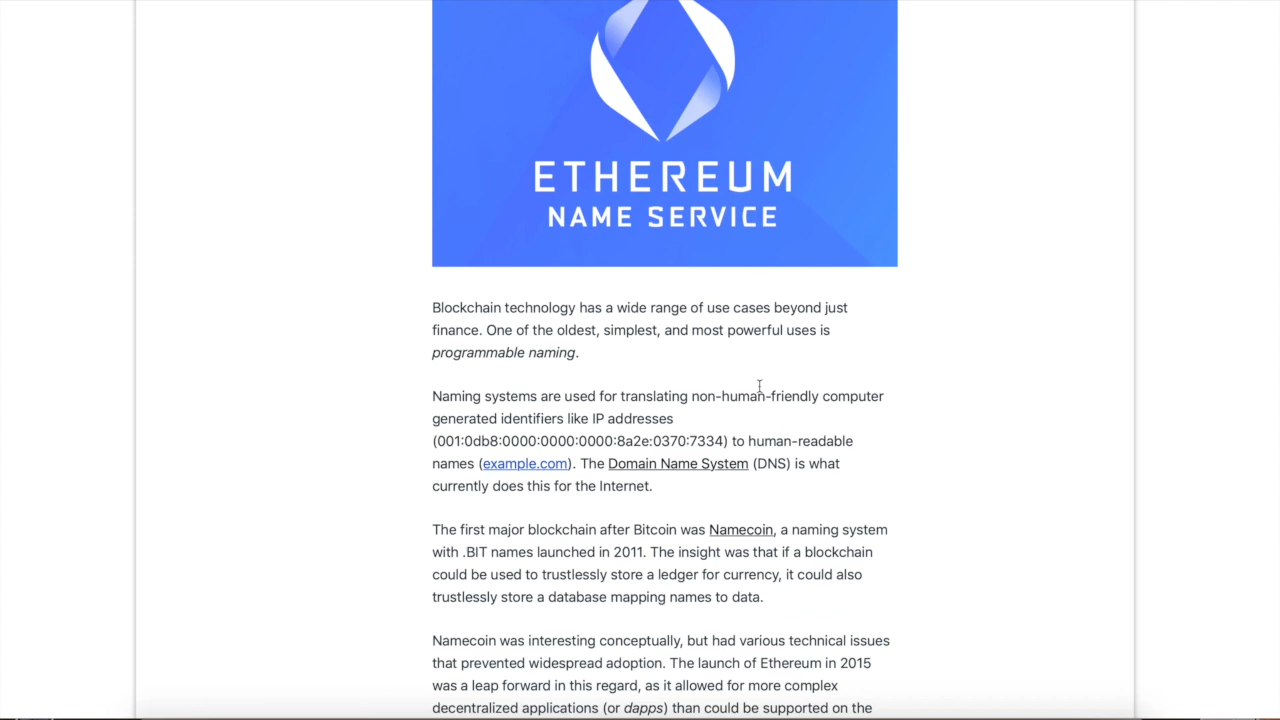 ETHEREUM
NAME SERVICE
Blockchain technology has a wide range of use cases beyond just
finance. One of the oldest, simplest, and most powerful uses is
programmable naming.
Naming systems are used for translating non-human-friendly computer
generated identifiers like IP addresses
(001:0db8:0000:0000:0000:8a2e:0370:7334) to human-readable
names (example.com). The Domain Name System (DNS) is what
currently does this for the Internet.
The first major blockchain after Bitcoin was Namecoin, a naming system
with .BIT names launched in 2011. The insight was that if a blockchain
could be used to trustlessly store a ledger for currency, it could also
trustlessly store a database mapping names to data.
Namecoin was interesting conceptually, but had various technical issues
that prevented widespread adoption. The launch of Ethereum in 2015
was a leap forward in this regard, as it allowed for more complex
decentralized applications (or dapps) than could be supported on the